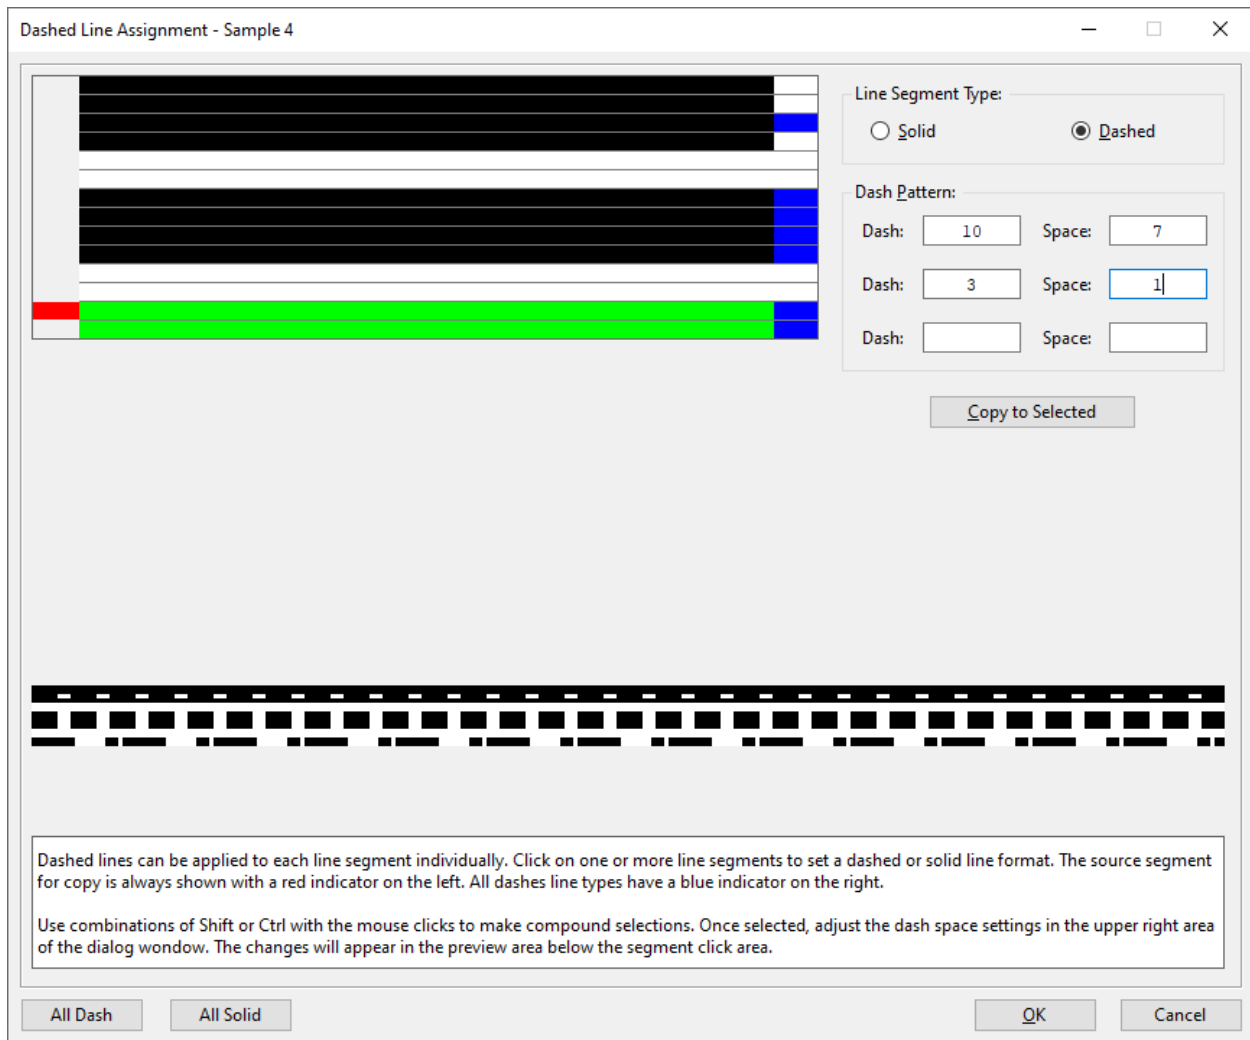 Dashed Line Assignment - Sample 4
Line Segment Type:
Solid
Dashed
Dash Pattern:
Dash: 10 Space: 7
Dash: 3 Space: 1
Dash: Space:
Copy to Selected
Dashed lines can be applied to each line segment individually. Click on one or more line segments to set a dashed or solid line format. The source segment
for copy is always shown with a red indicator on the left. All dashes line types have a blue indicator on the right.
Use combinations of Shift or Ctrl with the mouse clicks to make compound selections. Once selected, adjust the dash space settings in the upper right area
of the dialog wondow. The changes will appear in the preview area below the segment click area.
All Dash
All Solid
OK
Cancel